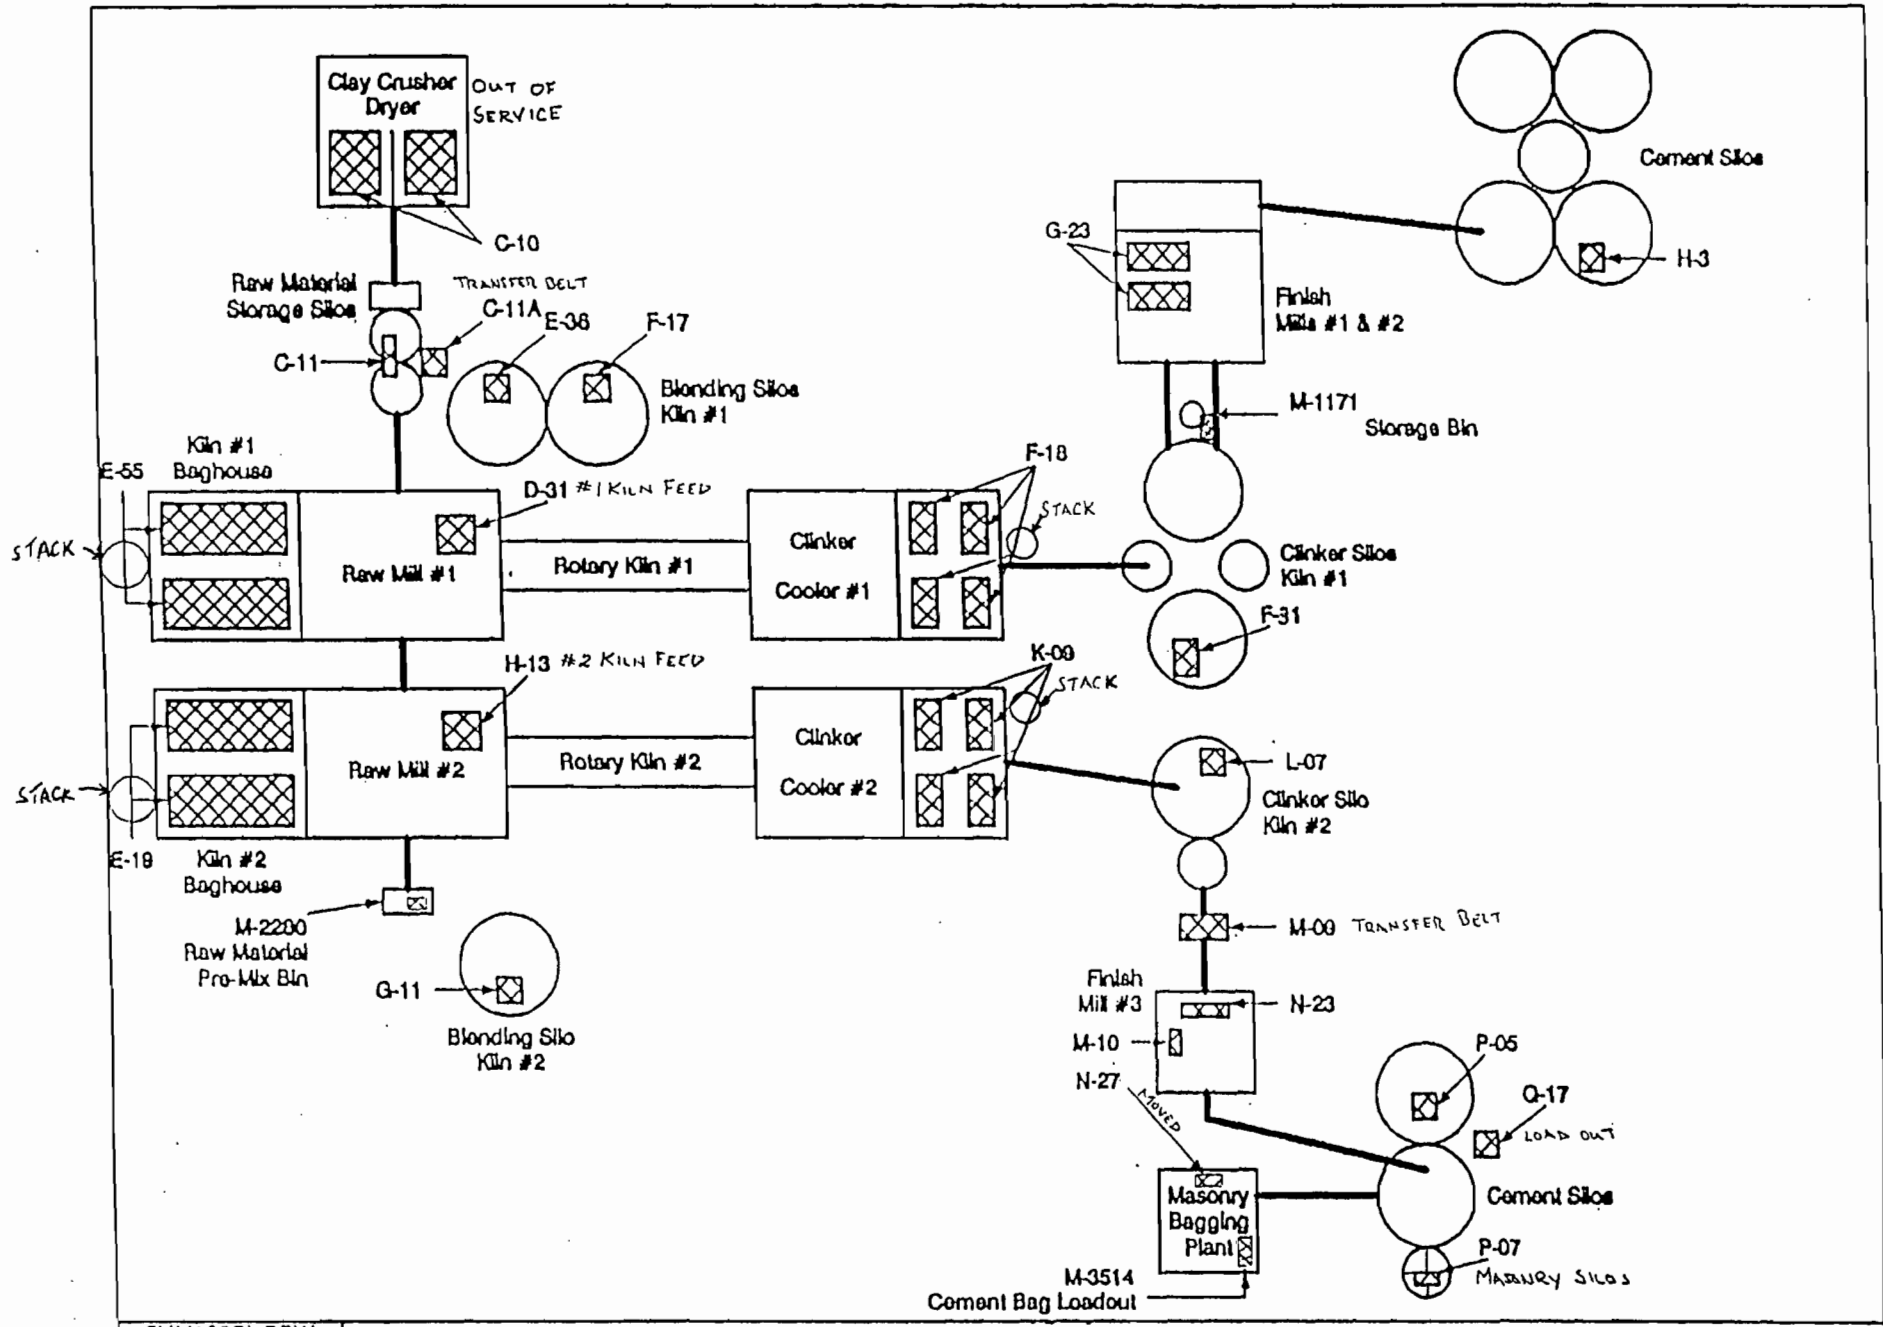 Clay Crusher
Dryer
OUT OF
SERVICE
C-10
Raw Material
Storage Silos
TRANSFER BELT
C-11A
C-11
E-38
F-17
Blending Silos
Kiln #1
Kiln #1
Baghouse
E-55
STACK
D-31 #1 KILN FEED
Raw Mill #1
Rotary Kiln #1
Clinker
Cooler #1
F-18
STACK
Cement Silos
H-3
G-23
Finish
Mills #1 & #2
M-1171
Storage Bin
Clinker Silos
Kiln #1
F-31
H-13 #2 KILN FEED
Raw Mill #2
Rotary Kiln #2
Clinker
Cooler #2
K-09
STACK
STACK
E-19
Kiln #2
Baghouse
M-2280
Raw Material
Pre-Mix Bin
G-11
Blending Silo
Kiln #2
L-07
Clinker Silo
Kiln #2
M-09 TRANSFER BELT
Finish
Mill #3
N-23
M-10
N-27
MOVED
P-05
Q-17
LOAD OUT
Masonry
Bagging
Plant
Cement Silos
P-07
MASONRY SILOS
M-3514
Cement Bag Loadout